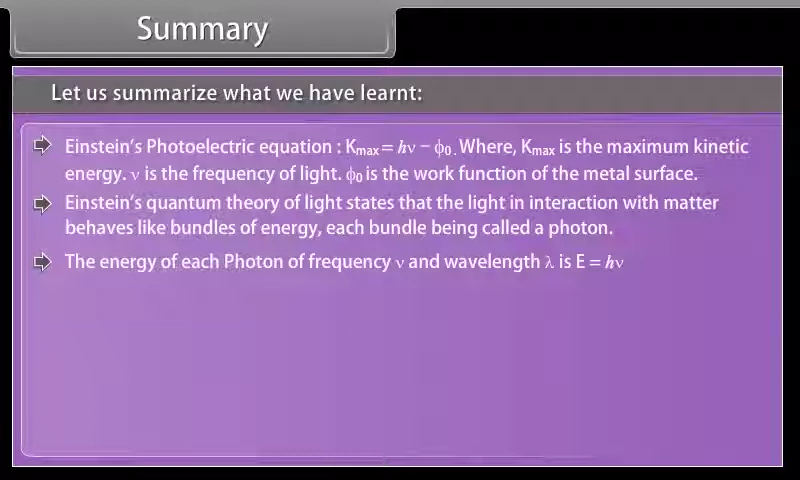 Summary
Let us summarize what we have learnt:
Einstein's Photoelectric equation : Kmax = hν − ϕ0. Where, Kmax is the maximum kinetic
energy. ν is the frequency of light. ϕ0 is the work function of the metal surface.
Einstein's quantum theory of light states that the light in interaction with matter
behaves like bundles of energy, each bundle being called a photon.
The energy of each Photon of frequency ν and wavelength λ is E = hν